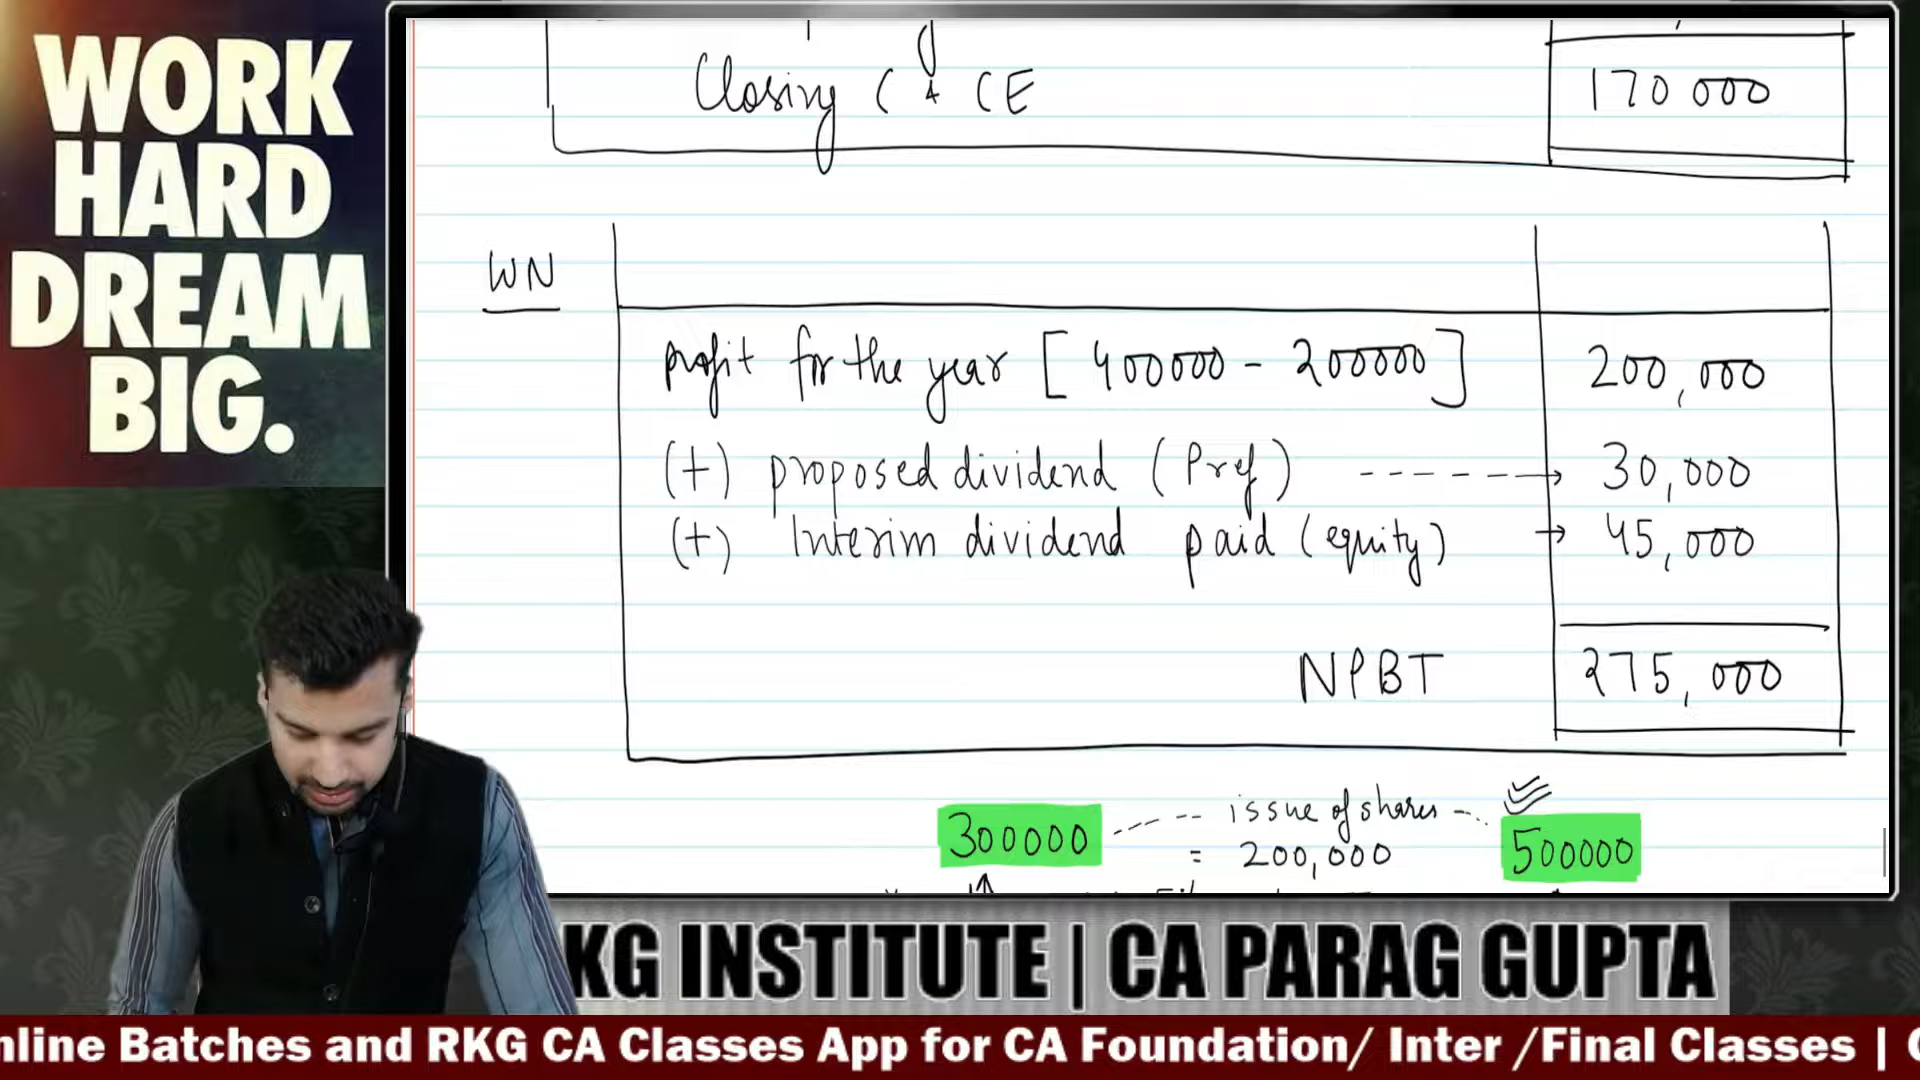 WORK
HARD
DREAM
BIG.
Closing C & CE 170 000
WN
profit for the year [ 400000 - 200000 ] 200,000
(+) proposed dividend (Pref) -------→ 30,000
(+) Interim dividend paid (equity) → 45,000
NPBT 275,000
300000 --- issue of shares --.. 500000
= 200,000
KG INSTITUTE | CA PARAG GUPTA
nline Batches and RKG CA Classes App for CA Foundation/ Inter /Final Classes |